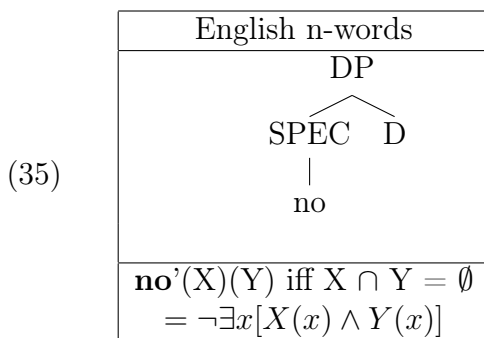 English n-words
DP
SPEC D
(35)
no
no'(X)(Y) iff X ∩ Y = ∅
= ¬∃x[X(x) ∧ Y(x)]